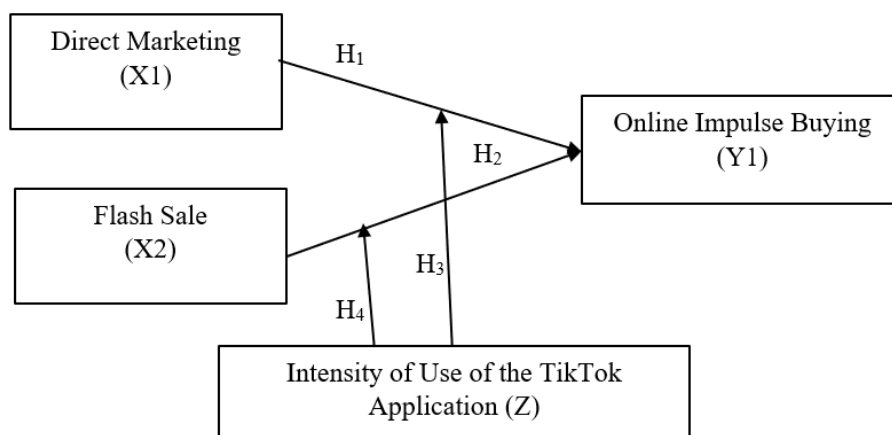 Direct Marketing
(X1)
H₁
Online Impulse Buying
(Y1)
H₂
Flash Sale
(X2)
H₃
H₄
Intensity of Use of the TikTok
Application (Z)